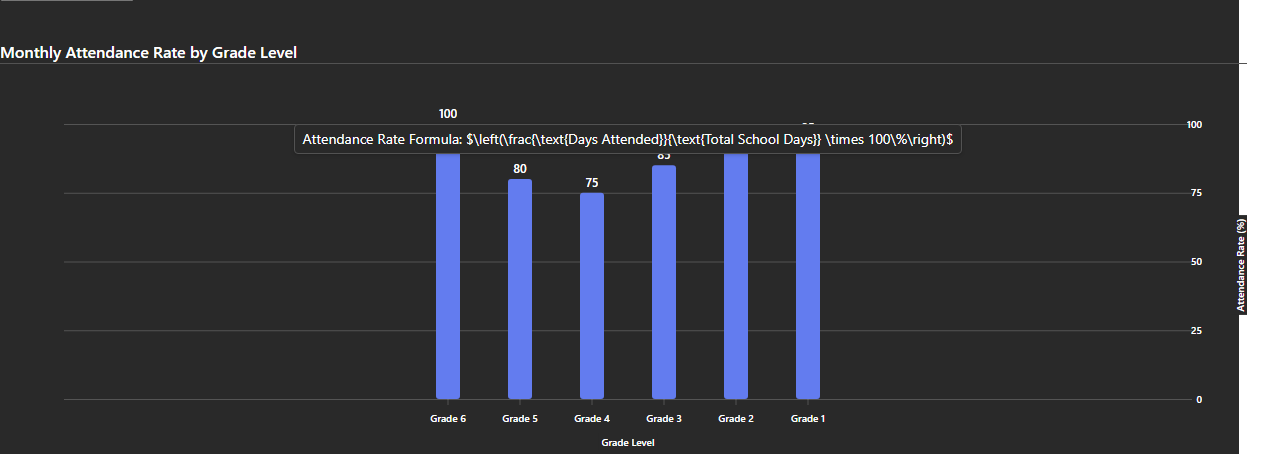 Monthly Attendance Rate by Grade Level
100
Attendance Rate Formula: $\left(\frac{\text{Days Attended}}{\text{Total School Days}} \times 100\%\right)$
85
80
75
100
75
50
25
0
Attendance Rate (%)
Grade 6 Grade 5 Grade 4 Grade 3 Grade 2 Grade 1
Grade Level